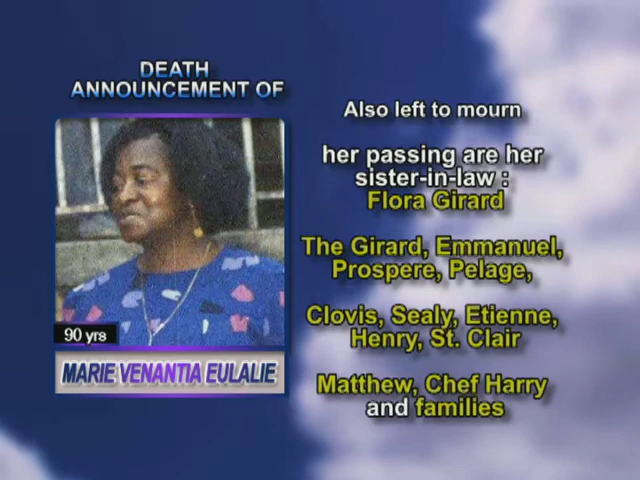 DEATH
ANNOUNCEMENT OF
90 yrs
MARIE VENANTIA EULALIE
Also left to mourn
her passing are her
sister-in-law :
Flora Girard
The Girard, Emmanuel,
Prospere, Pelage,
Clovis, Sealy, Etienne,
Henry, St. Clair
Matthew, Chef Harry
and families